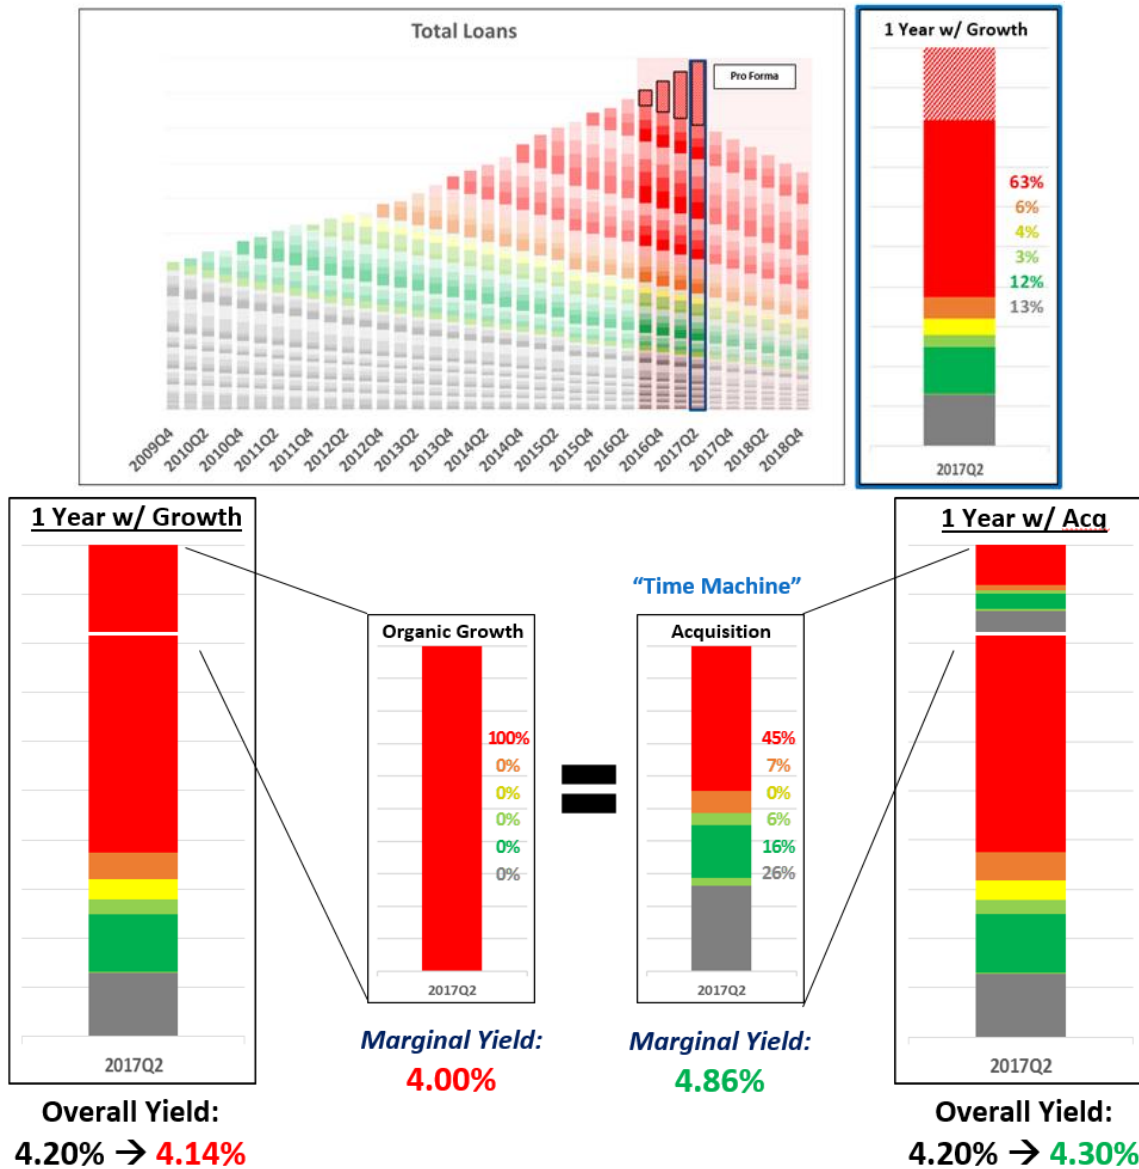 Total Loans
Pro Forma
2009Q4
2010Q2
2010Q4
2011Q2
2011Q4
2012Q2
2012Q4
2013Q2
2013Q4
2014Q2
2014Q4
2015Q2
2015Q4
2016Q2
2016Q4
2017Q2
2017Q4
2018Q2
2018Q4
1 Year w/ Growth
63%
6%
4%
3%
12%
13%
2017Q2
1 Year w/ Growth
2017Q2
Overall Yield:
4.20% → 4.14%
Organic Growth
100%
0%
0%
0%
0%
0%
2017Q2
Marginal Yield:
4.00%
=
“Time Machine”
Acquisition
45%
7%
0%
6%
16%
26%
2017Q2
Marginal Yield:
4.86%
1 Year w/ Acq
2017Q2
Overall Yield:
4.20% → 4.30%